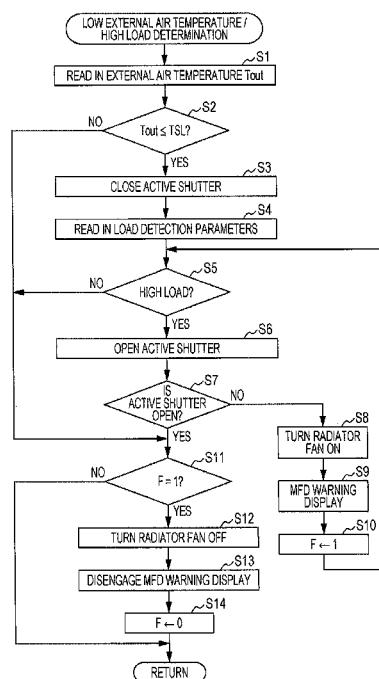 LOW EXTERNAL AIR TEMPERATURE /
HIGH LOAD DETERMINATION
S1
READ IN EXTERNAL AIR TEMPERATURE Tout
S2
NO
Tout ≤ TSL?
YES
S3
CLOSE ACTIVE SHUTTER
S4
READ IN LOAD DETECTION PARAMETERS
S5
NO
HIGH LOAD?
YES
S6
OPEN ACTIVE SHUTTER
S7
IS
ACTIVE SHUTTER
OPEN?
NO
YES
S8
TURN RADIATOR
FAN ON
S9
MFD WARNING
DISPLAY
S10
F ← 1
S11
NO
F = 1?
YES
S12
TURN RADIATOR FAN OFF
S13
DISENGAGE MFD WARNING DISPLAY
S14
F ← 0
RETURN